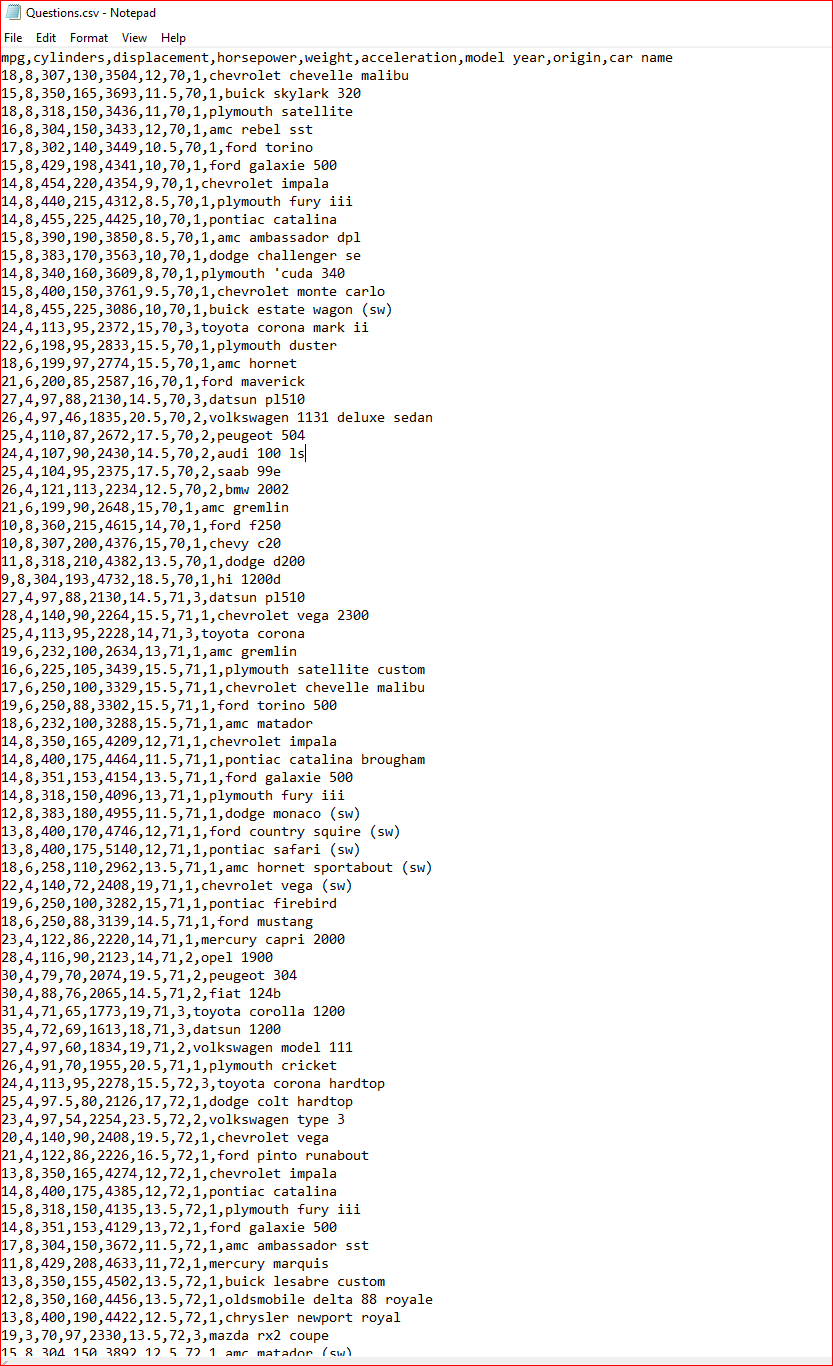 Questions.csv - Notepad
File Edit Format View Help
mpg,cylinders,displacement,horsepower,weight,acceleration,model year,origin,car name
18,8,307,130,3504,12,70,1,chevrolet chevelle malibu
15,8,350,165,3693,11.5,70,1,buick skylark 320
18,8,318,150,3436,11,70,1,plymouth satellite
16,8,304,150,3433,12,70,1,amc rebel sst
17,8,302,140,3449,10.5,70,1,ford torino
15,8,429,198,4341,10,70,1,ford galaxie 500
14,8,454,220,4354,9,70,1,chevrolet impala
14,8,440,215,4312,8.5,70,1,plymouth fury iii
14,8,455,225,4425,10,70,1,pontiac catalina
15,8,390,190,3850,8.5,70,1,amc ambassador dpl
15,8,383,170,3563,10,70,1,dodge challenger se
14,8,340,160,3609,8,70,1,plymouth 'cuda 340
15,8,400,150,3761,9.5,70,1,chevrolet monte carlo
14,8,455,225,3086,10,70,1,buick estate wagon (sw)
24,4,113,95,2372,15,70,3,toyota corona mark ii
22,6,198,95,2833,15.5,70,1,plymouth duster
18,6,199,97,2774,15.5,70,1,amc hornet
21,6,200,85,2587,16,70,1,ford maverick
27,4,97,88,2130,14.5,70,3,datsun pl510
26,4,97,46,1835,20.5,70,2,volkswagen 1131 deluxe sedan
25,4,110,87,2672,17.5,70,2,peugeot 504
24,4,107,90,2430,14.5,70,2,audi 100 ls
25,4,104,95,2375,17.5,70,2,saab 99e
26,4,121,113,2234,12.5,70,2,bmw 2002
21,6,199,90,2648,15,70,1,amc gremlin
10,8,360,215,4615,14,70,1,ford f250
10,8,307,200,4376,15,70,1,chevy c20
11,8,318,210,4382,13.5,70,1,dodge d200
9,8,304,193,4732,18.5,70,1,hi 1200d
27,4,97,88,2130,14.5,71,3,datsun pl510
28,4,140,90,2264,15.5,71,1,chevrolet vega 2300
25,4,113,95,2228,14,71,3,toyota corona
19,6,232,100,2634,13,71,1,amc gremlin
16,6,225,105,3439,15.5,71,1,plymouth satellite custom
17,6,250,100,3329,15.5,71,1,chevrolet chevelle malibu
19,6,250,88,3302,15.5,71,1,ford torino 500
18,6,232,100,3288,15.5,71,1,amc matador
14,8,350,165,4209,12,71,1,chevrolet impala
14,8,400,175,4464,11.5,71,1,pontiac catalina brougham
14,8,351,153,4154,13.5,71,1,ford galaxie 500
14,8,318,150,4096,13,71,1,plymouth fury iii
12,8,383,180,4955,11.5,71,1,dodge monaco (sw)
13,8,400,170,4746,12,71,1,ford country squire (sw)
13,8,400,175,5140,12,71,1,pontiac safari (sw)
18,6,258,110,2962,13.5,71,1,amc hornet sportabout (sw)
22,4,140,72,2408,19,71,1,chevrolet vega (sw)
19,6,250,100,3282,15,71,1,pontiac firebird
18,6,250,88,3139,14.5,71,1,ford mustang
23,4,122,86,2220,14,71,1,mercury capri 2000
28,4,116,90,2123,14,71,2,opel 1900
30,4,79,70,2074,19.5,71,2,peugeot 304
30,4,88,76,2065,14.5,71,2,fiat 124b
31,4,71,65,1773,19,71,3,toyota corolla 1200
35,4,72,69,1613,18,71,3,datsun 1200
27,4,97,60,1834,19,71,2,volkswagen model 111
26,4,91,70,1955,20.5,71,1,plymouth cricket
24,4,113,95,2278,15.5,72,3,toyota corona hardtop
25,4,97.5,80,2126,17,72,1,dodge colt hardtop
23,4,97,54,2254,23.5,72,2,volkswagen type 3
20,4,140,90,2408,19.5,72,1,chevrolet vega
21,4,122,86,2226,16.5,72,1,ford pinto runabout
13,8,350,165,4274,12,72,1,chevrolet impala
14,8,400,175,4385,12,72,1,pontiac catalina
15,8,318,150,4135,13.5,72,1,plymouth fury iii
14,8,351,153,4129,13,72,1,ford galaxie 500
17,8,304,150,3672,11.5,72,1,amc ambassador sst
11,8,429,208,4633,11,72,1,mercury marquis
13,8,350,155,4502,13.5,72,1,buick lesabre custom
12,8,350,160,4456,13.5,72,1,oldsmobile delta 88 royale
13,8,400,190,4422,12.5,72,1,chrysler newport royal
19,3,70,97,2330,13.5,72,3,mazda rx2 coupe
15,8,304,150,3892,12.5,72,1,amc matador (sw)